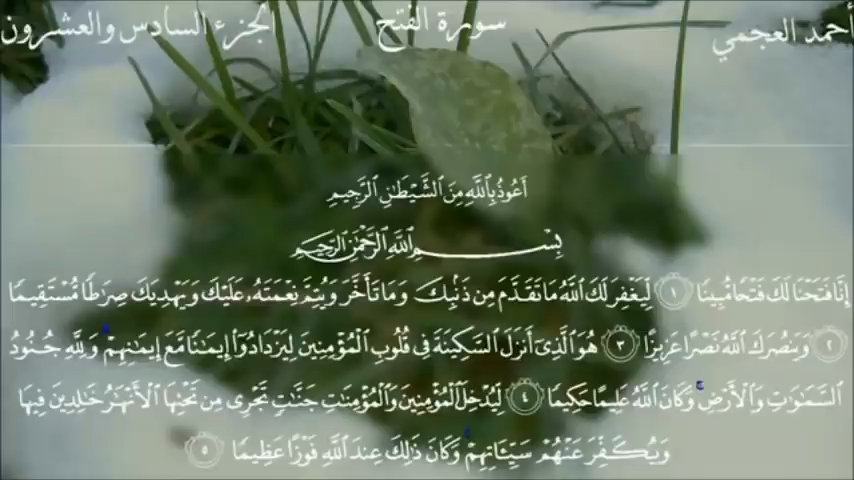 أحمد العجمي
سورة الفتح
الجزء السادس والعشرون
أَعُوذُ بِاللَّهِ مِنَ الشَّيْطَٰنِ الرَّجِيمِ
بِسْمِ اللَّهِ الرَّحْمَٰنِ الرَّحِيمِ
إِنَّا فَتَحْنَا لَكَ فَتْحًا مُّبِينًا ١ لِّيَغْفِرَ لَكَ اللَّهُ مَا تَقَدَّمَ مِن ذَنۢبِكَ وَمَا تَأَخَّرَ وَيُتِمَّ نِعْمَتَهُۥ عَلَيْكَ وَيَهْدِيَكَ صِرَٰطًا مُّسْتَقِيمًا
٢ وَيَنصُرَكَ اللَّهُ نَصْرًا عَزِيزًا ٣ هُوَ الَّذِىٓ أَنزَلَ السَّكِينَةَ فِى قُلُوبِ الْمُؤْمِنِينَ لِيَزْدَادُوٓا۟ إِيمَٰنًا مَّعَ إِيمَٰنِهِمْ ۗ وَلِلَّهِ جُنُودُ
السَّمَٰوَٰتِ وَالْأَرْضِ ۚ وَكَانَ اللَّهُ عَلِيمًا حَكِيمًا ٤ لِّيُدْخِلَ الْمُؤْمِنِينَ وَالْمُؤْمِنَٰتِ جَنَّٰتٍ تَجْرِى مِن تَحْتِهَا الْأَنْهَٰرُ خَٰلِدِينَ فِيهَا
وَيُكَفِّرَ عَنْهُمْ سَيِّـَٔاتِهِمْ ۚ وَكَانَ ذَٰلِكَ عِندَ اللَّهِ فَوْزًا عَظِيمًا ٥